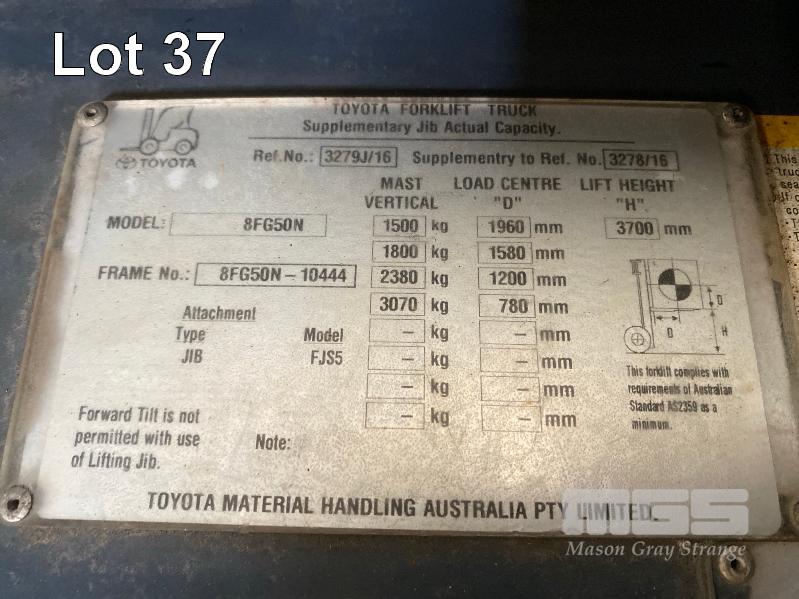 Lot 37
TOYOTA FORKLIFT TRUCK
Supplementary Jib Actual Capacity.
TOYOTA
Ref.No.: 3279J/16 Supplementry to Ref. No. 3278/16
MAST LOAD CENTRE LIFT HEIGHT
VERTICAL "D" "H".
MODEL: 8FG50N 1500 kg 1960 mm 3700 mm
1800 kg 1580 mm
FRAME No.: 8FG50N-10444 2380 kg 1200 mm
3070 kg 780 mm
Attachment – kg – mm
Type Model
JIB FJS5 – kg – mm
– kg – mm
– kg – mm
D
D
H
This forklift complies with
requirements of Australian
Standard AS2359 as a
minimum.
Forward Tilt is not
permitted with use
of Lifting Jib.
Note:
TOYOTA MATERIAL HANDLING AUSTRALIA PTY LIMITED.
MGS
Mason Gray Strange